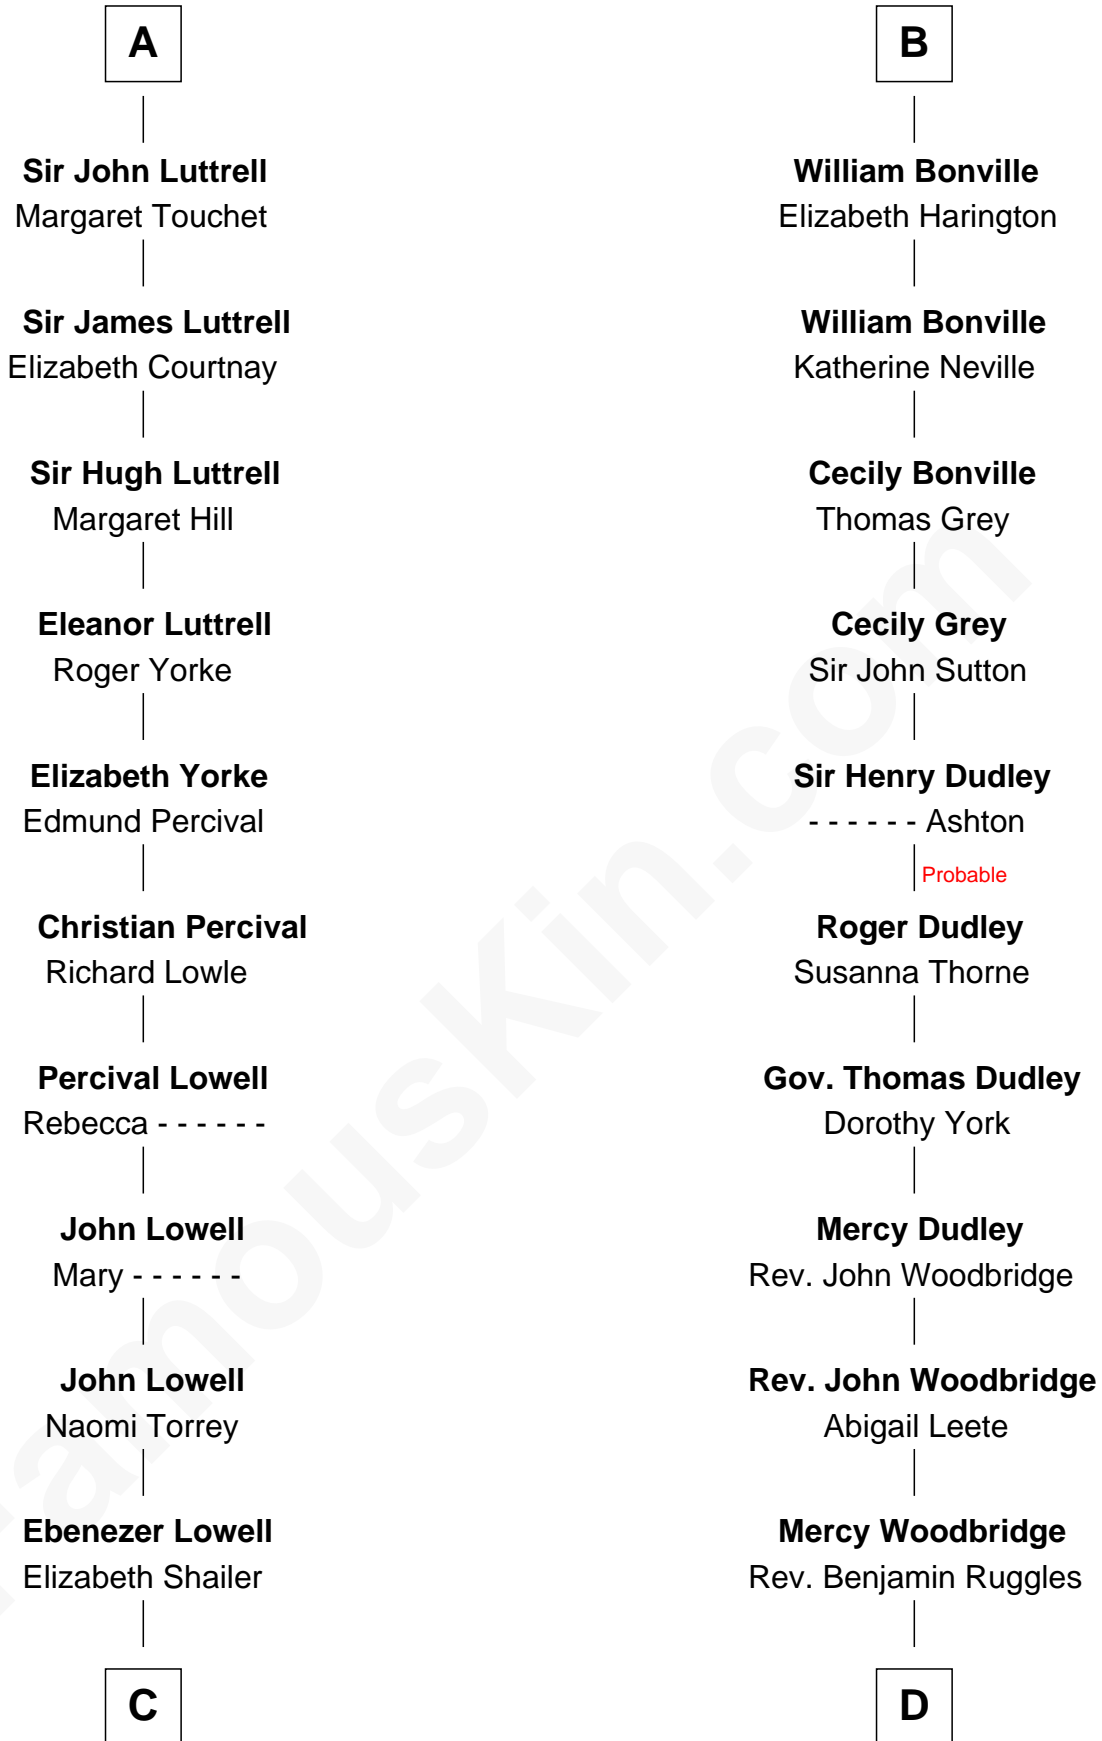 A
Sir John Luttrell
Margaret Touchet
Sir James Luttrell
Elizabeth Courtnay
Sir Hugh Luttrell
Margaret Hill
Eleanor Luttrell
Roger Yorke
Elizabeth Yorke
Edmund Percival
Christian Percival
Richard Lowle
Percival Lowell
Rebecca - - - - - -
John Lowell
Mary - - - - - -
John Lowell
Naomi Torrey
Ebenezer Lowell
Elizabeth Shailer
C
B
William Bonville
Elizabeth Harington
William Bonville
Katherine Neville
Cecily Bonville
Thomas Grey
Cecily Grey
Sir John Sutton
Sir Henry Dudley
- - - - - - Ashton
Probable
Roger Dudley
Susanna Thorne
Gov. Thomas Dudley
Dorothy York
Mercy Dudley
Rev. John Woodbridge
Rev. John Woodbridge
Abigail Leete
Mercy Woodbridge
Rev. Benjamin Ruggles
D
FamousKin.com